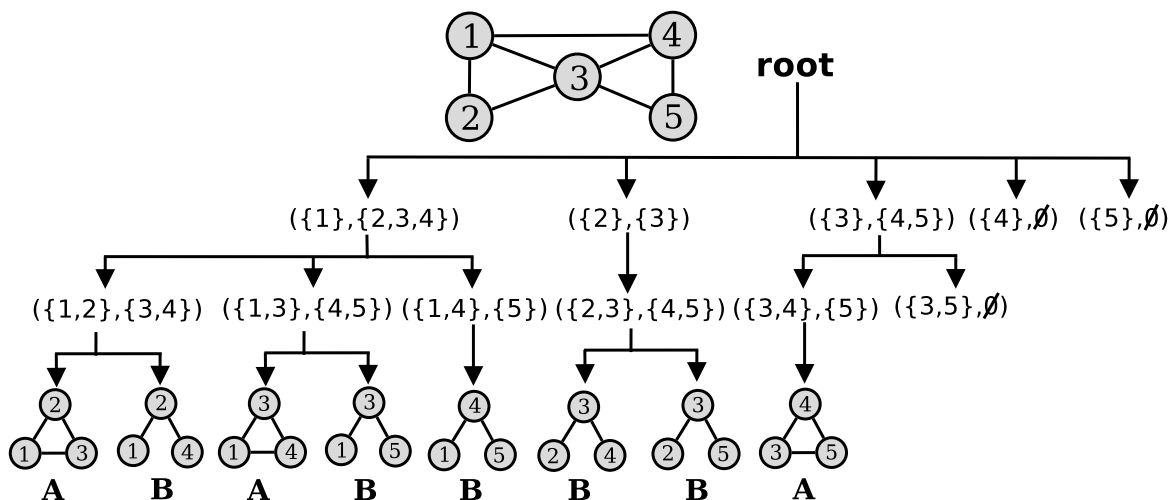 1 4
3
2 5
root
({1},{2,3,4}) ({2},{3}) ({3},{4,5}) ({4},∅) ({5},∅)
({1,2},{3,4}) ({1,3},{4,5}) ({1,4},{5}) ({2,3},{4,5}) ({3,4},{5}) ({3,5},∅)
2 2 3 3 4 3 3 4
1 3 1 4 1 4 1 5 1 5 2 4 2 5 3 5
A B A B B B B A